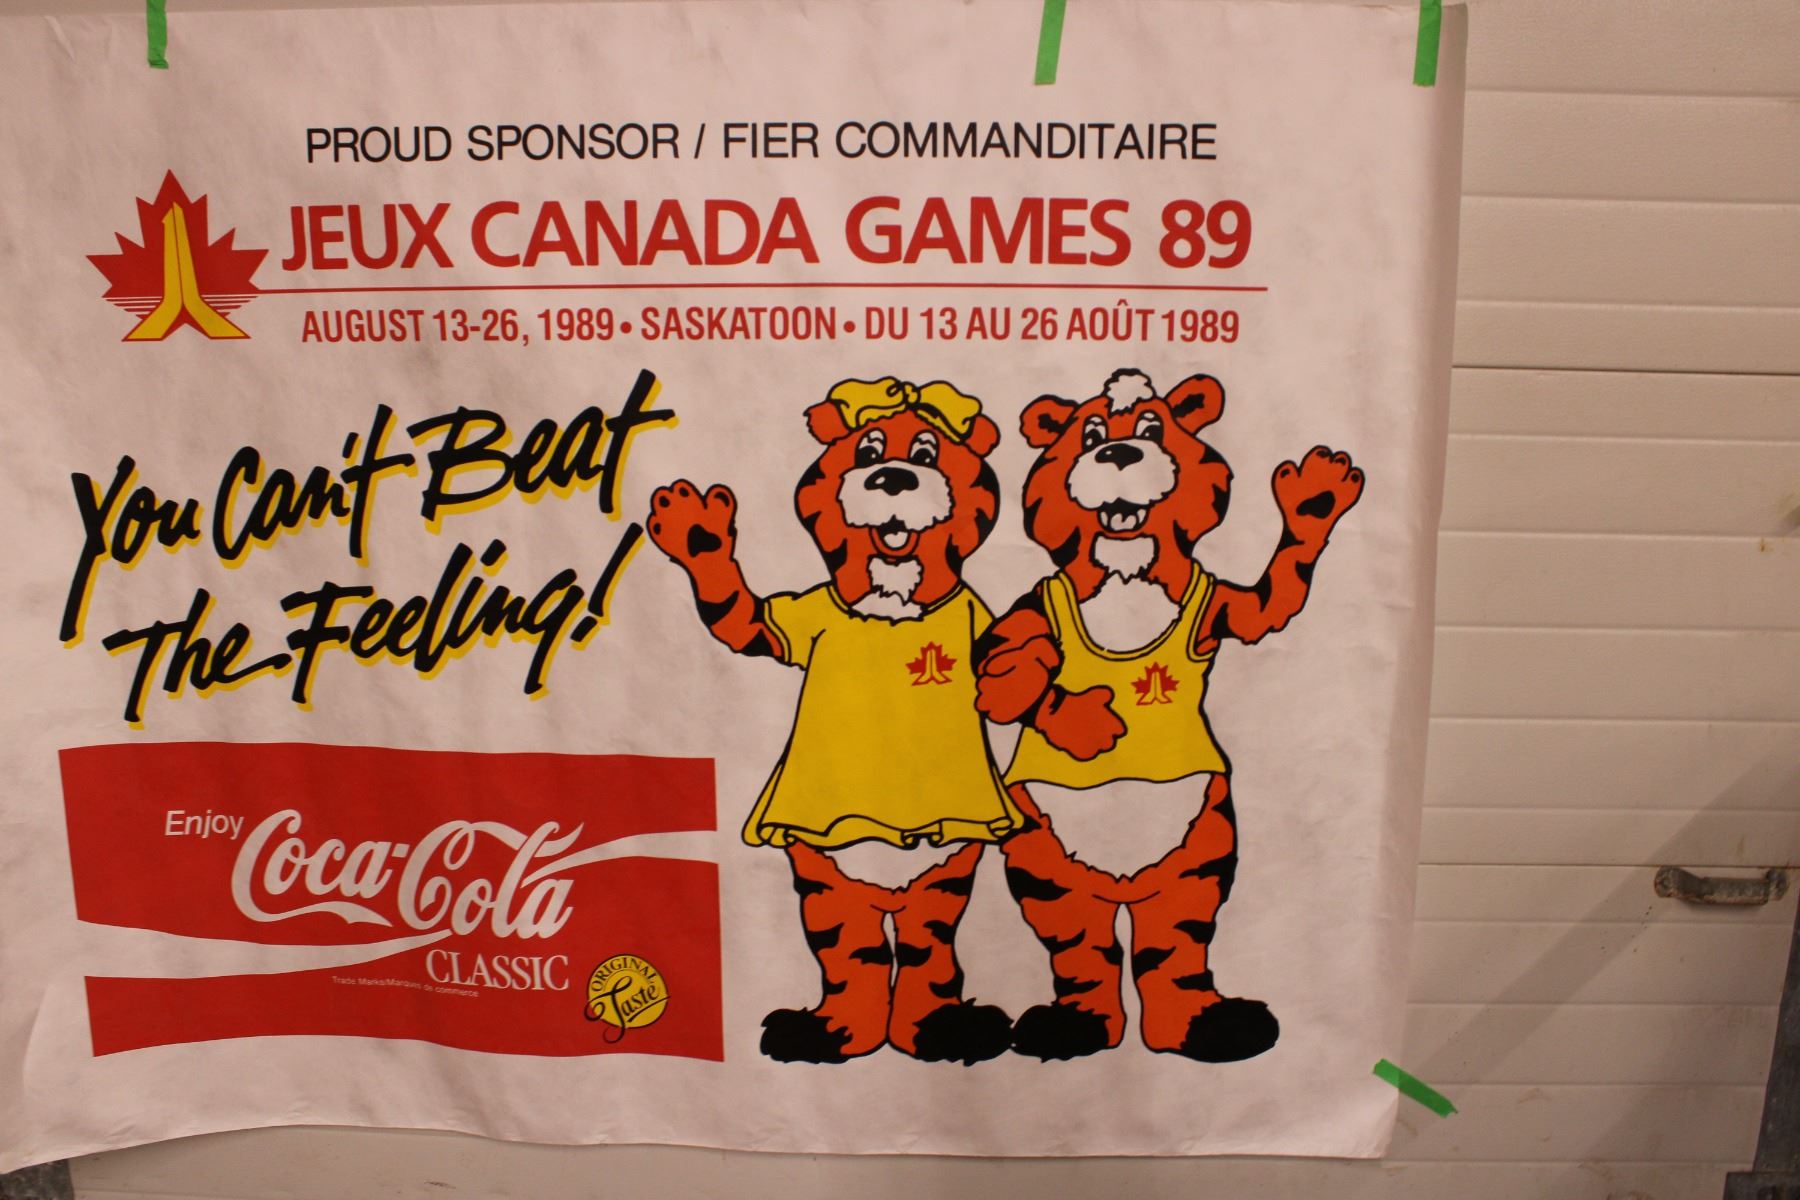 PROUD SPONSOR / FIER COMMANDITAIRE
JEUX CANADA GAMES 89
AUGUST 13-26, 1989 • SASKATOON • DU 13 AU 26 AOÛT 1989
You Can't Beat
The Feeling!
Enjoy
Coca-Cola
CLASSIC
Trade Marks/Marques de commerce
ORIGINAL
Taste